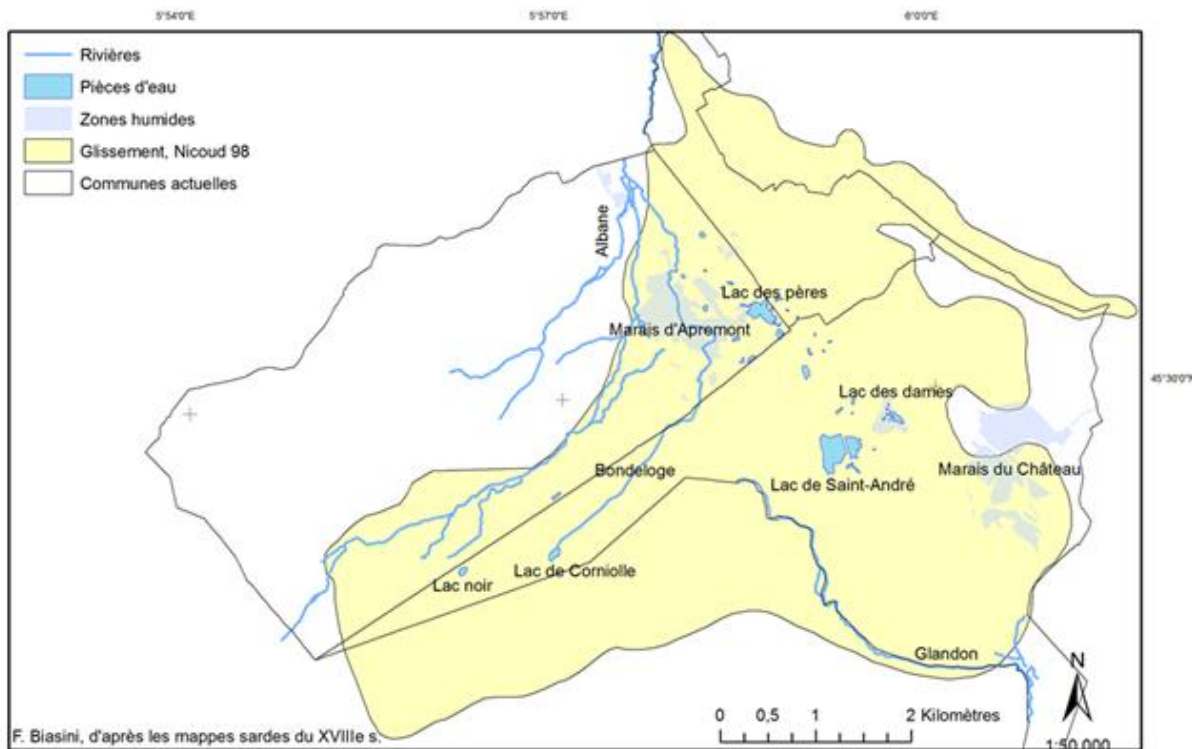 5°54'0"E
5°57'0"E
6°0'0"E
Rivières
Pièces d'eau
Zones humides
Glissement, Nicoud 98
Communes actuelles
Albane
Lac des pères
Marais d'Apremont
45°30'0"N
Lac des dames
Bondeloge
Marais du Château
Lac de Saint-André
Lac de Corniolle
Lac noir
Glandon
N
0 0,5 1 2 Kilomètres
F. Biasini, d'après les mappes sardes du XVIIIe s.
1:50 000